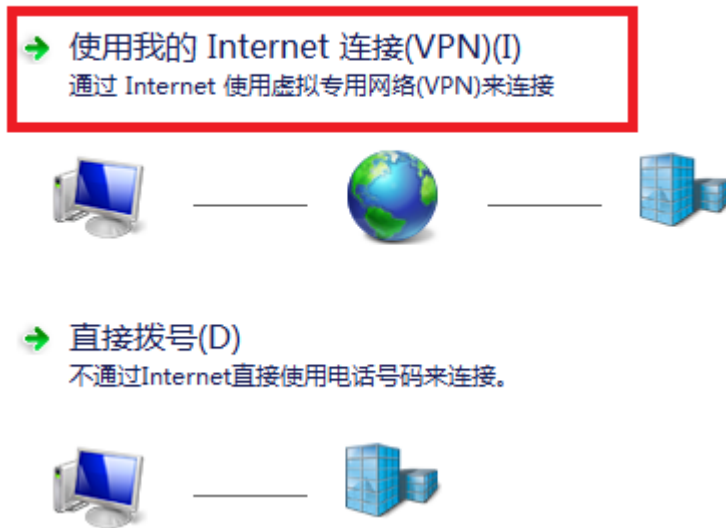 使用我的 Internet 连接(VPN)(I)
通过 Internet 使用虚拟专用网络(VPN)来连接
直接拨号(D)
不通过Internet直接使用电话号码来连接。